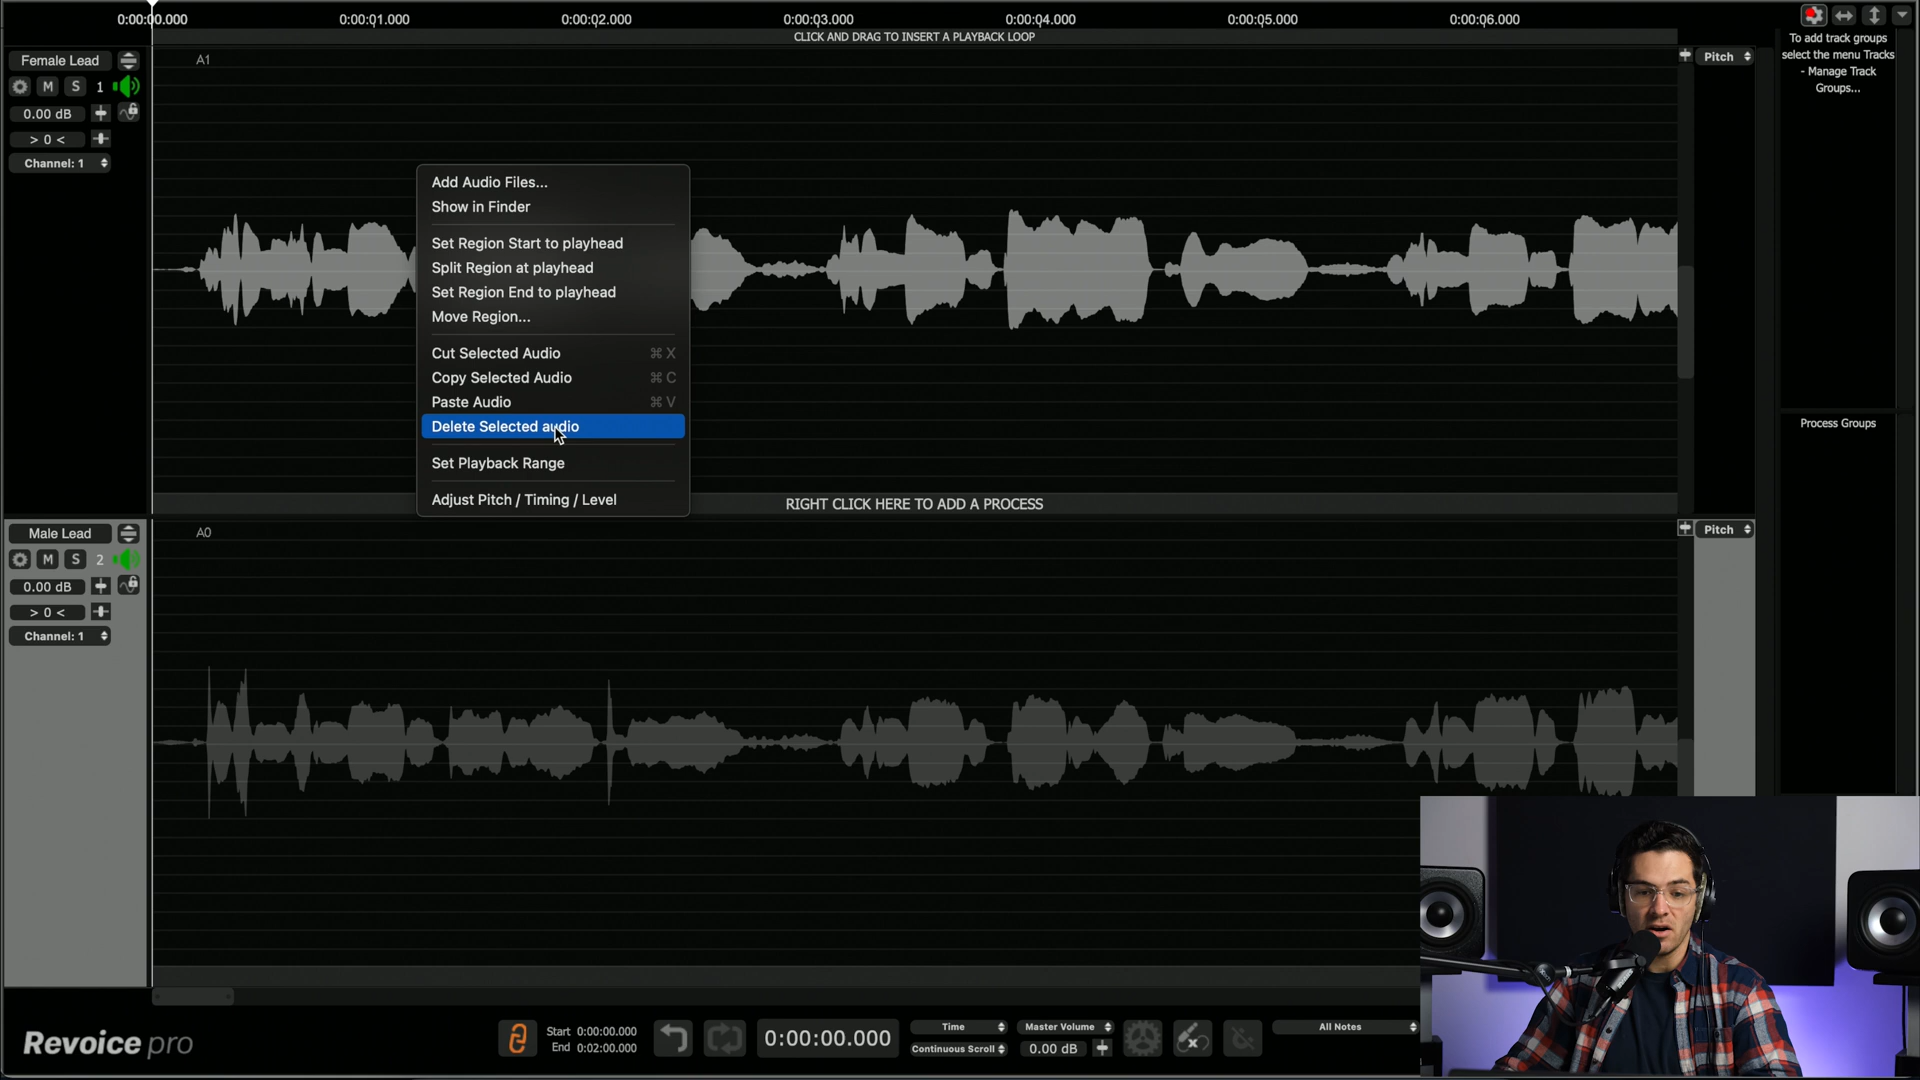 0:00:00.000 0:00:01.000 0:00:02.000 0:00:03.000 0:00:04.000 0:00:05.000 0:00:06.000
CLICK AND DRAG TO INSERT A PLAYBACK LOOP
To add track groups
select the menu Tracks
- Manage Track
Groups...
Female Lead
A1
Pitch
M S 1
0.00 dB
> 0 <
Channel: 1
Add Audio Files...
Show in Finder
Set Region Start to playhead
Split Region at playhead
Set Region End to playhead
Move Region...
Cut Selected Audio ⌘ X
Copy Selected Audio ⌘ C
Paste Audio ⌘ V
Delete Selected audio
Set Playback Range
Adjust Pitch / Timing / Level
Process Groups
RIGHT CLICK HERE TO ADD A PROCESS
Male Lead
A0
Pitch
M S 2
0.00 dB
> 0 <
Channel: 1
Revoice pro
Start 0:00:00.000
End 0:02:00.000
0:00:00.000
Time
Continuous Scroll
Master Volume
0.00 dB
All Notes